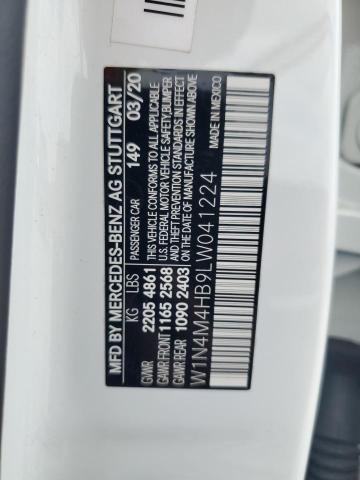 MFD BY MERCEDES-BENZ AG STUTTGART
PASSENGER CAR 149 03/20
KG LBS
GVWR 2205 4861
GAWR FRONT 1165 2568
GAWR REAR 1090 2403
THIS VEHICLE CONFORMS TO ALL APPLICABLE
U.S. FEDERAL MOTOR VEHICLE SAFETY, BUMPER
AND THEFT PREVENTION STANDARDS IN EFFECT
ON THE DATE OF MANUFACTURE SHOWN ABOVE
W1N4M4HB9LW041224
MADE IN MEXICO